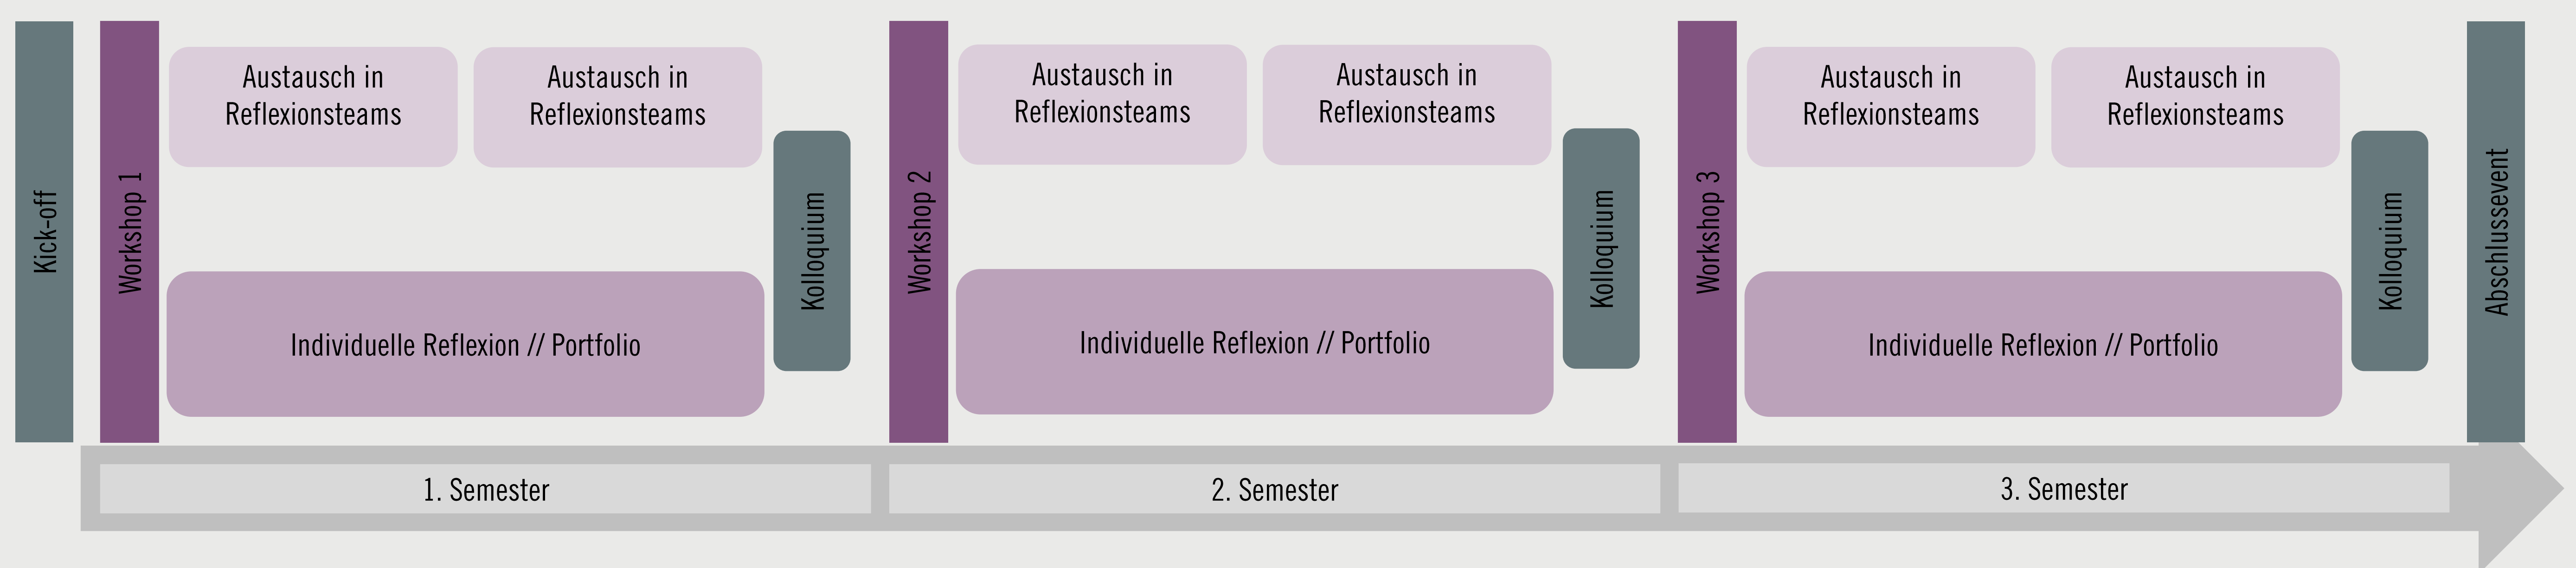 Kick-off
Workshop 1
Austausch in
Reflexionsteams
Austausch in
Reflexionsteams
Individuelle Reflexion // Portfolio
Kolloquium
Workshop 2
Austausch in
Reflexionsteams
Austausch in
Reflexionsteams
Individuelle Reflexion // Portfolio
Kolloquium
Workshop 3
Austausch in
Reflexionsteams
Austausch in
Reflexionsteams
Individuelle Reflexion // Portfolio
Kolloquium
Abschlussevent
1. Semester
2. Semester
3. Semester